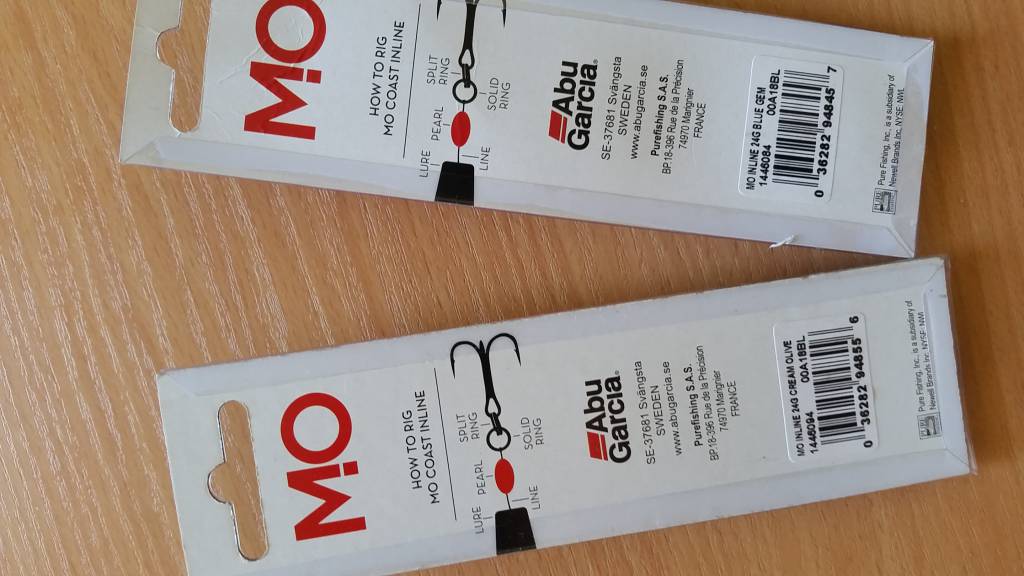 MO
HOW TO RIG
MO COAST INLINE
LURE
PEARL
SPLIT
RING
LINE
SOLID
RING
Abu
Garcia®
SE-37681 Svängsta
SWEDEN
www.abugarcia.se
Purefishing S.A.S.
BP.18-396 Rue de la Précision
74970 Marignier
FRANCE
MO INLINE 24G BLUE GEM
1446084 00A18BL
0 36282 94845 7
PURE
Pure Fishing, Inc. is a subsidiary of
Newell Brands Inc. NYSE: NWL
MO
HOW TO RIG
MO COAST INLINE
LURE
PEARL
SPLIT
RING
LINE
SOLID
RING
Abu
Garcia®
SE-37681 Svängsta
SWEDEN
www.abugarcia.se
Purefishing S.A.S.
BP.18-396 Rue de la Précision
74970 Marignier
FRANCE
MO INLINE 24G CREAM OLIVE
1446094 00A18BL
0 36282 94855 6
Pure Fishing, Inc., is a subsidiary of
Newell Brands Inc. NYSE: NWL